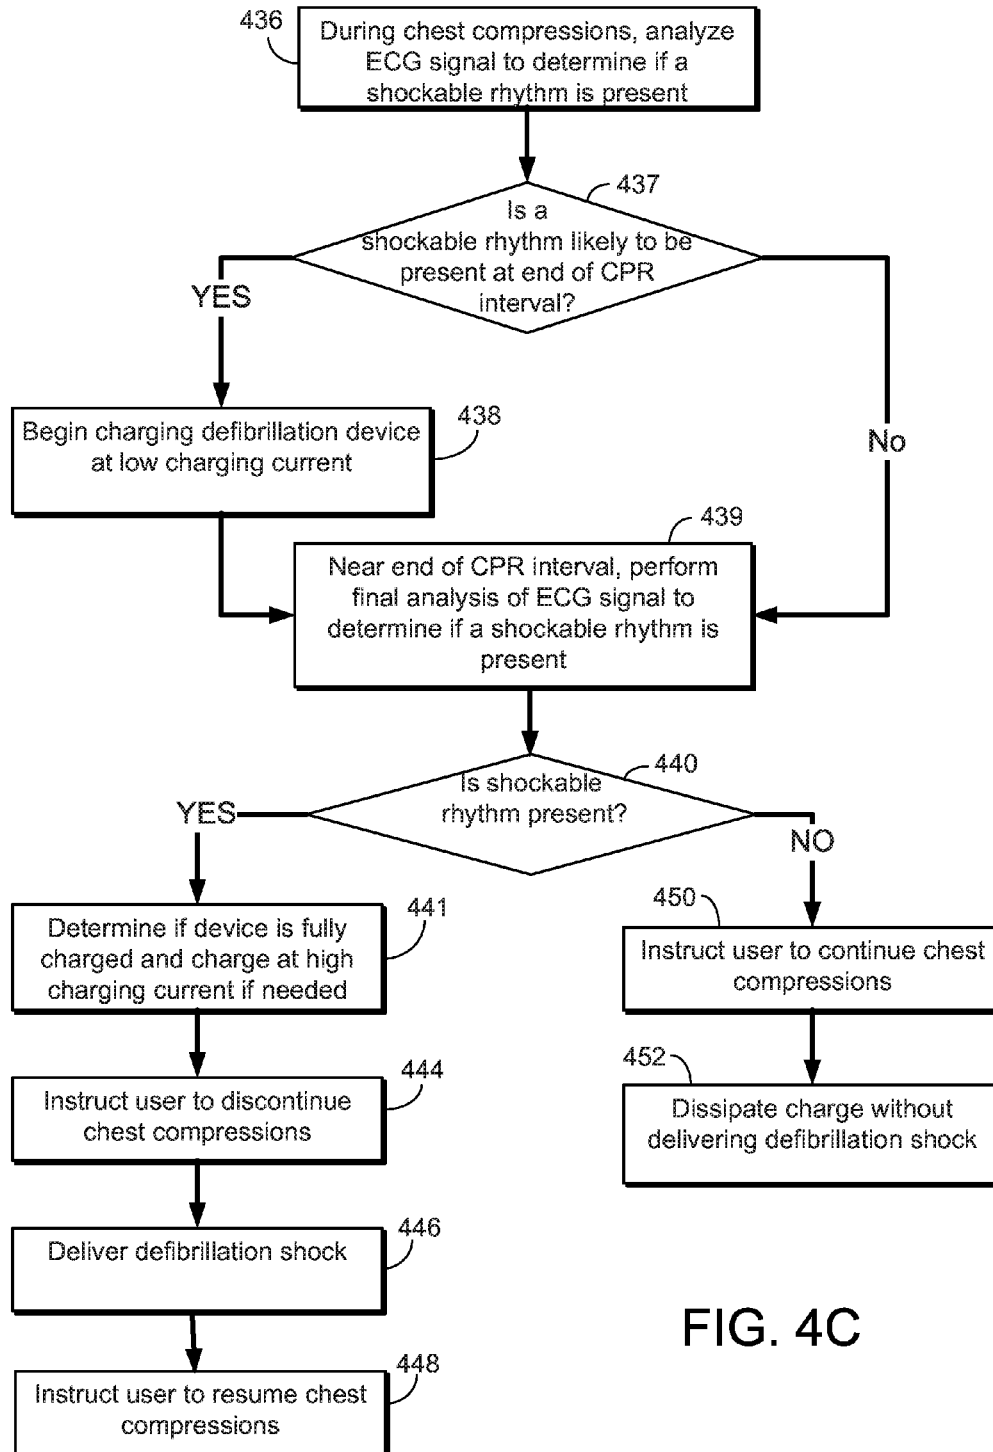 436
During chest compressions, analyze
ECG signal to determine if a
shockable rhythm is present
437
Is a
shockable rhythm likely to be
present at end of CPR
interval?
YES
No
438
Begin charging defibrillation device
at low charging current
439
Near end of CPR interval, perform
final analysis of ECG signal to
determine if a shockable rhythm is
present
440
Is shockable
rhythm present?
YES
NO
441
Determine if device is fully
charged and charge at high
charging current if needed
450
Instruct user to continue chest
compressions
444
Instruct user to discontinue
chest compressions
452
Dissipate charge without
delivering defibrillation shock
446
Deliver defibrillation shock
448
Instruct user to resume chest
compressions
FIG. 4C